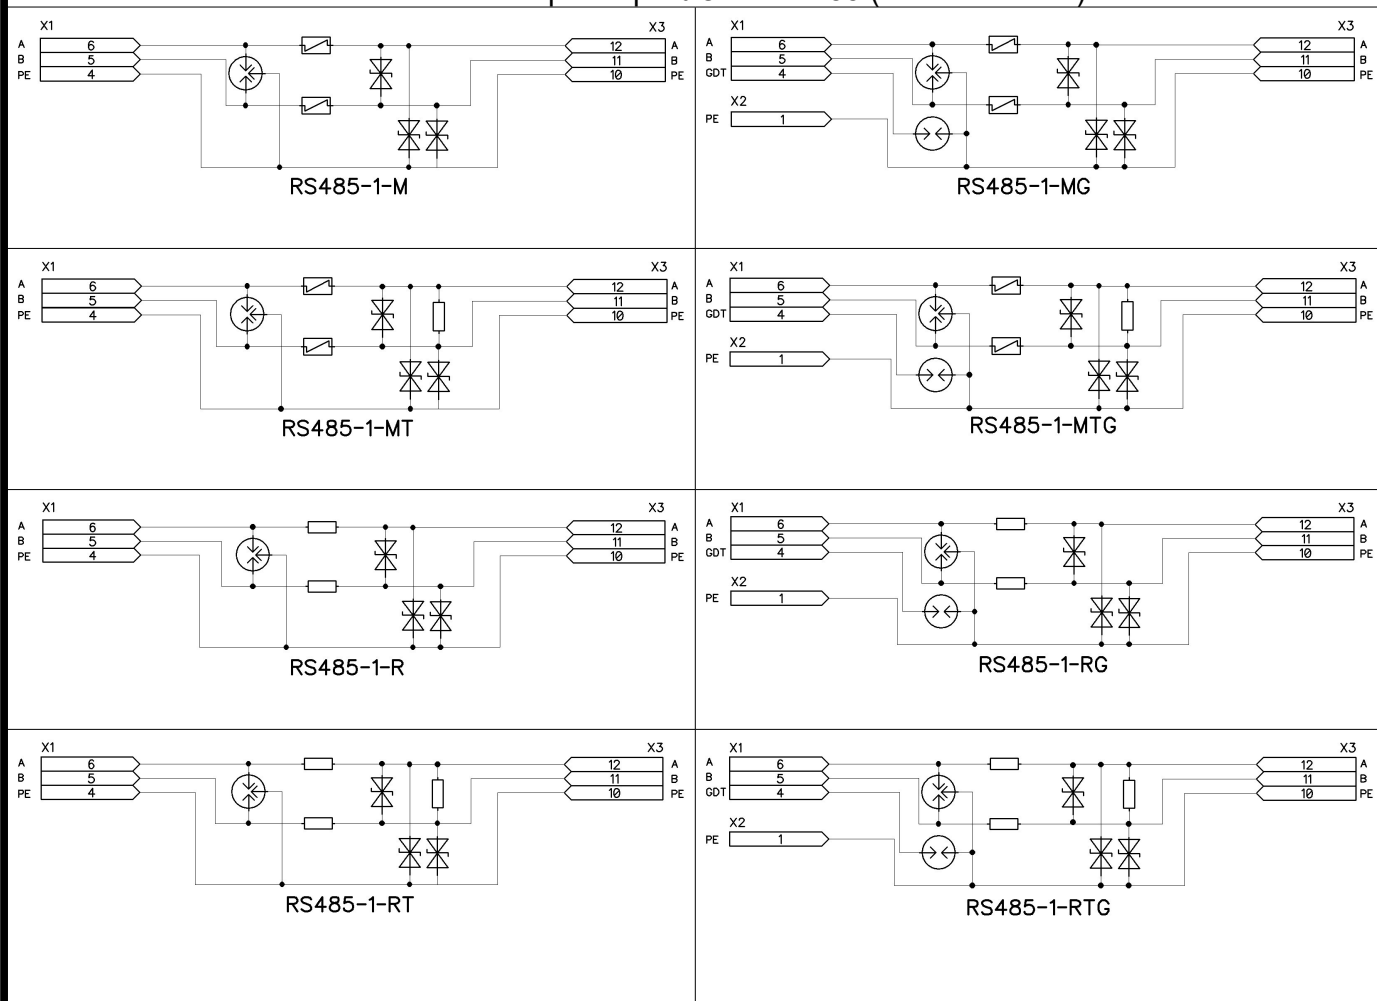 X1 X3
A 6 12 A
B 5 11 B
PE 4 10 PE
RS485-1-M
X1 X3
A 6 12 A
B 5 11 B
GDT 4 10 PE
X2
PE 1
RS485-1-MG
X1 X3
A 6 12 A
B 5 11 B
PE 4 10 PE
RS485-1-MT
X1 X3
A 6 12 A
B 5 11 B
GDT 4 10 PE
X2
PE 1
RS485-1-MTG
X1 X3
A 6 12 A
B 5 11 B
PE 4 10 PE
RS485-1-R
X1 X3
A 6 12 A
B 5 11 B
GDT 4 10 PE
X2
PE 1
RS485-1-RG
X1 X3
A 6 12 A
B 5 11 B
PE 4 10 PE
RS485-1-RT
X1 X3
A 6 12 A
B 5 11 B
GDT 4 10 PE
X2
PE 1
RS485-1-RTG